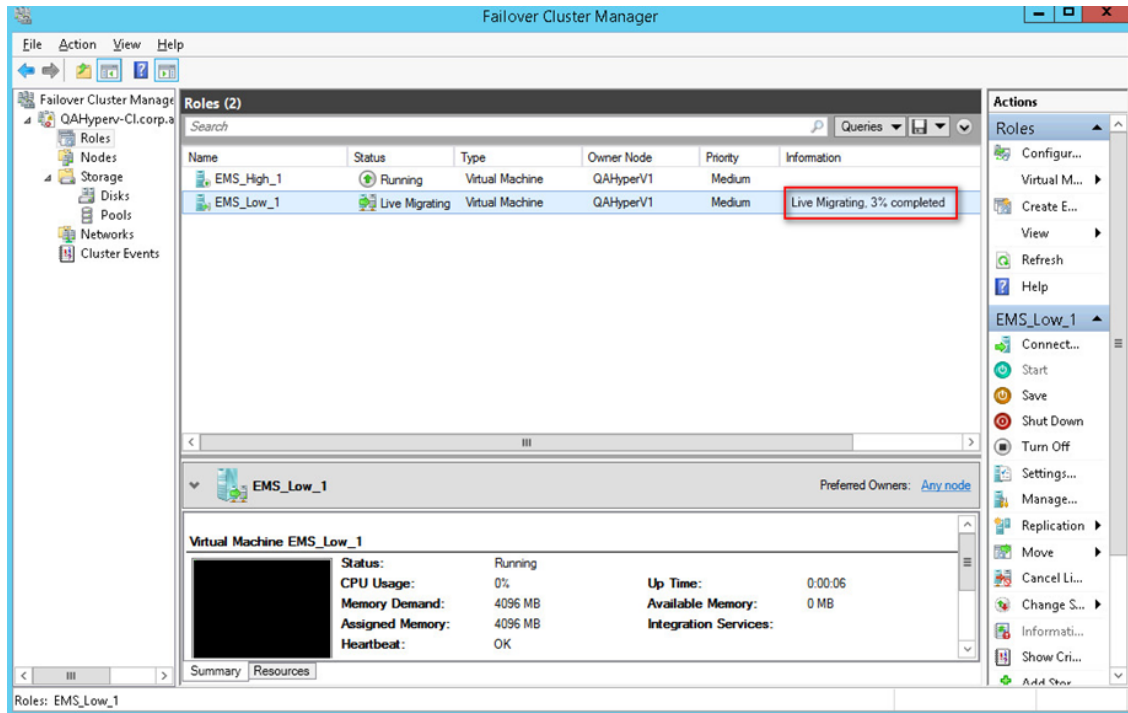 Failover Cluster Manager
File Action View Help
Failover Cluster Manage
QAHyperv-Cl.corp.a
Roles
Nodes
Storage
Disks
Pools
Networks
Cluster Events
Roles (2)
Search
Queries
Name Status Type Owner Node Priority Information
EMS_High_1 Running Virtual Machine QAHyperV1 Medium
EMS_Low_1 Live Migrating Virtual Machine QAHyperV1 Medium Live Migrating, 3% completed
EMS_Low_1 Preferred Owners: Any node
Virtual Machine EMS_Low_1
Status: Running
CPU Usage: 0% Up Time: 0:00:06
Memory Demand: 4096 MB Available Memory: 0 MB
Assigned Memory: 4096 MB Integration Services:
Heartbeat: OK
Summary Resources
Actions
Roles
Configur...
Virtual M...
Create E...
View
Refresh
Help
EMS_Low_1
Connect...
Start
Save
Shut Down
Turn Off
Settings...
Manage...
Replication
Move
Cancel Li...
Change S...
Informati...
Show Cri...
Add Stor
Roles: EMS_Low_1